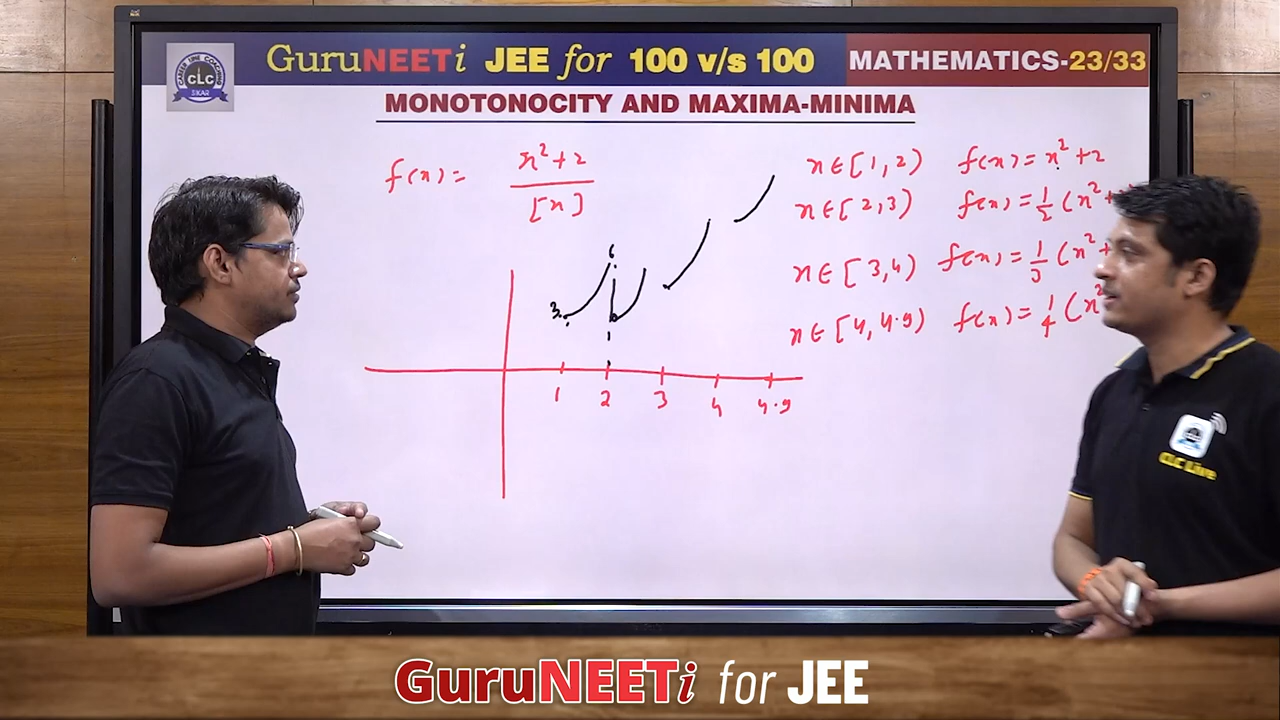 GuruNEETi JEE for 100 v/s 100
MATHEMATICS-23/33
CLC
SIKAR
MONOTONOCITY AND MAXIMA-MINIMA
f(x) = x²+2 / [x]
x∈[1, 2) f(x) = x²+2
x∈[2,3) f(x) = 1/2 (x²+
x∈[3,4) f(x) = 1/3 (x²+
x∈[4, 4.9) f(x) = 1/4 (x²
6
3
1 2 3 4 4.9
CLC Live
GuruNEETi for JEE